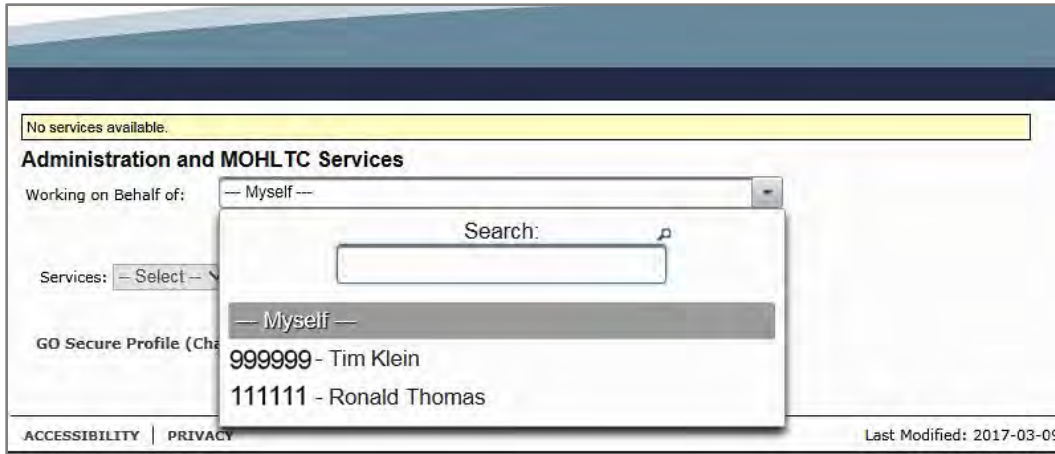 No services available.
Administration and MOHLTC Services
Working on Behalf of: --- Myself ---
Search:
Services: -- Select --
--- Myself ---
GO Secure Profile (Cha
999999 - Tim Klein
111111 - Ronald Thomas
ACCESSIBILITY | PRIVACY Last Modified: 2017-03-09